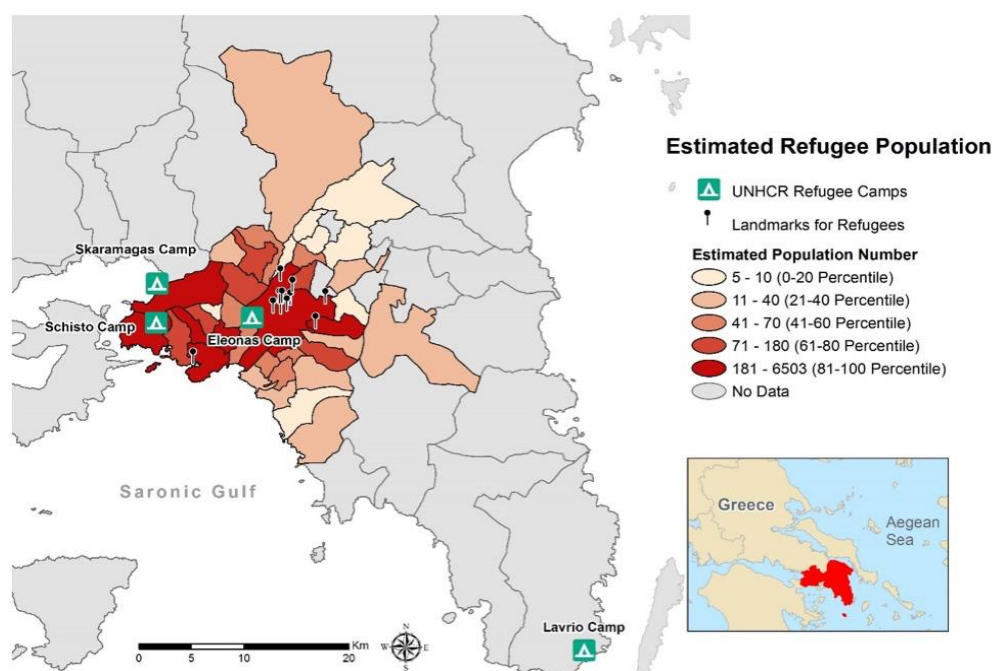 Estimated Refugee Population
UNHCR Refugee Camps
Landmarks for Refugees
Estimated Population Number
5 - 10 (0-20 Percentile)
11 - 40 (21-40 Percentile)
41 - 70 (41-60 Percentile)
71 - 180 (61-80 Percentile)
181 - 6503 (81-100 Percentile)
No Data
Skaramagas Camp
Schisto Camp
Eleonas Camp
Saronic Gulf
Lavrio Camp
Km
0 5 10 20
N
W E
S
Greece
Aegean
Sea